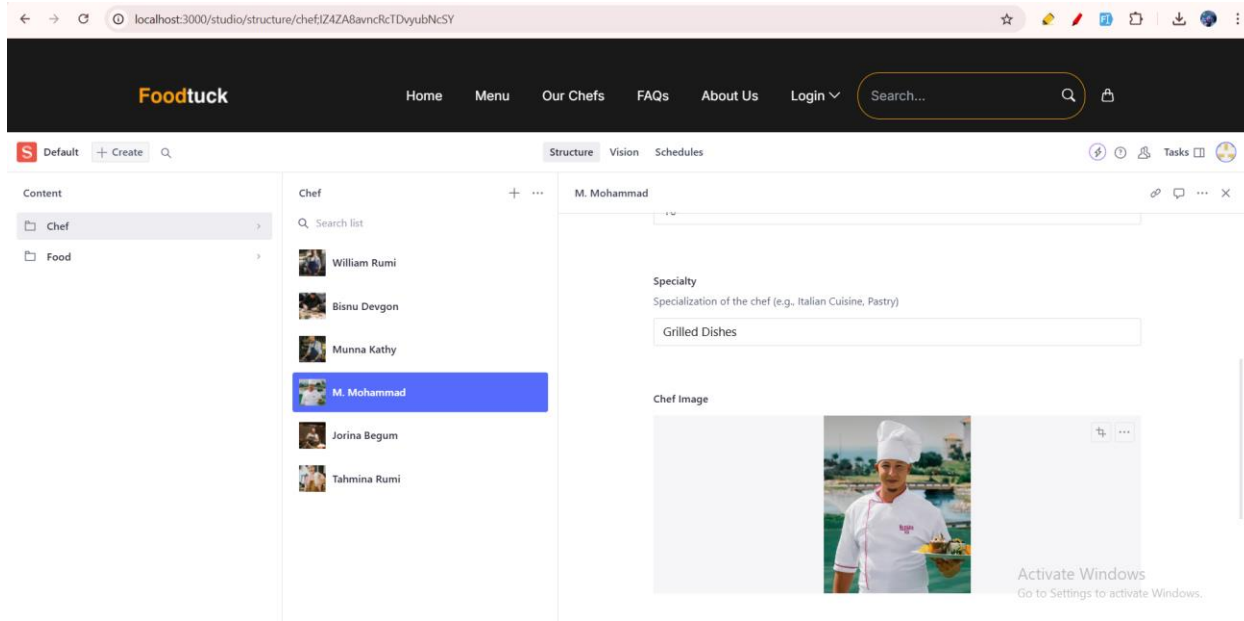 localhost:3000/studio/structure/chef;IZ4ZA8avncRcTDvyubNcSY
Foodtuck
Home Menu Our Chefs FAQs About Us Login Search...
S Default + Create
Structure Vision Schedules
Tasks
Content
Chef
Food
Chef
Search list
William Rumi
Bisnu Devgon
Munna Kathy
M. Mohammad
Jorina Begum
Tahmina Rumi
M. Mohammad
Specialty
Specialization of the chef (e.g., Italian Cuisine, Pastry)
Grilled Dishes
Chef Image
Activate Windows
Go to Settings to activate Windows.